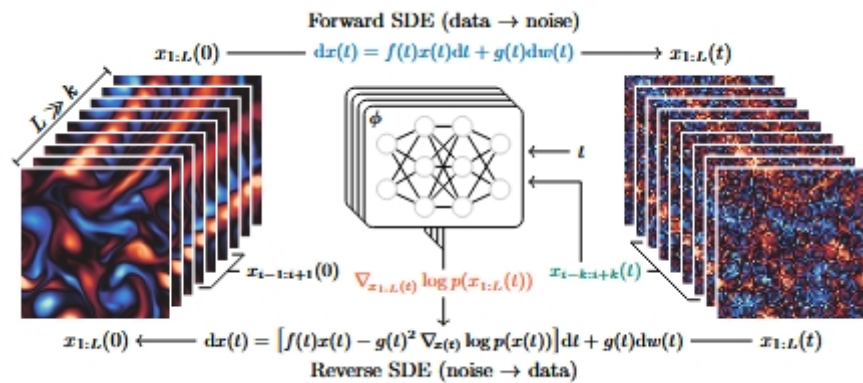 Forward SDE (data → noise)
x₁:L(0) dx(t) = f(t)x(t)dt + g(t)dw(t) x₁:L(t)
L ≫ k
ϕ
t
xᵢ₋₁:ᵢ₊₁(0) ∇x₁:L(t) log p(x₁:L(t)) xᵢ₋ₖ:ᵢ₊ₖ(t)
x₁:L(0) ← dx(t) = [f(t)x(t) − g(t)² ∇x(t) log p(x(t))]dt + g(t)dw(t) x₁:L(t)
Reverse SDE (noise → data)